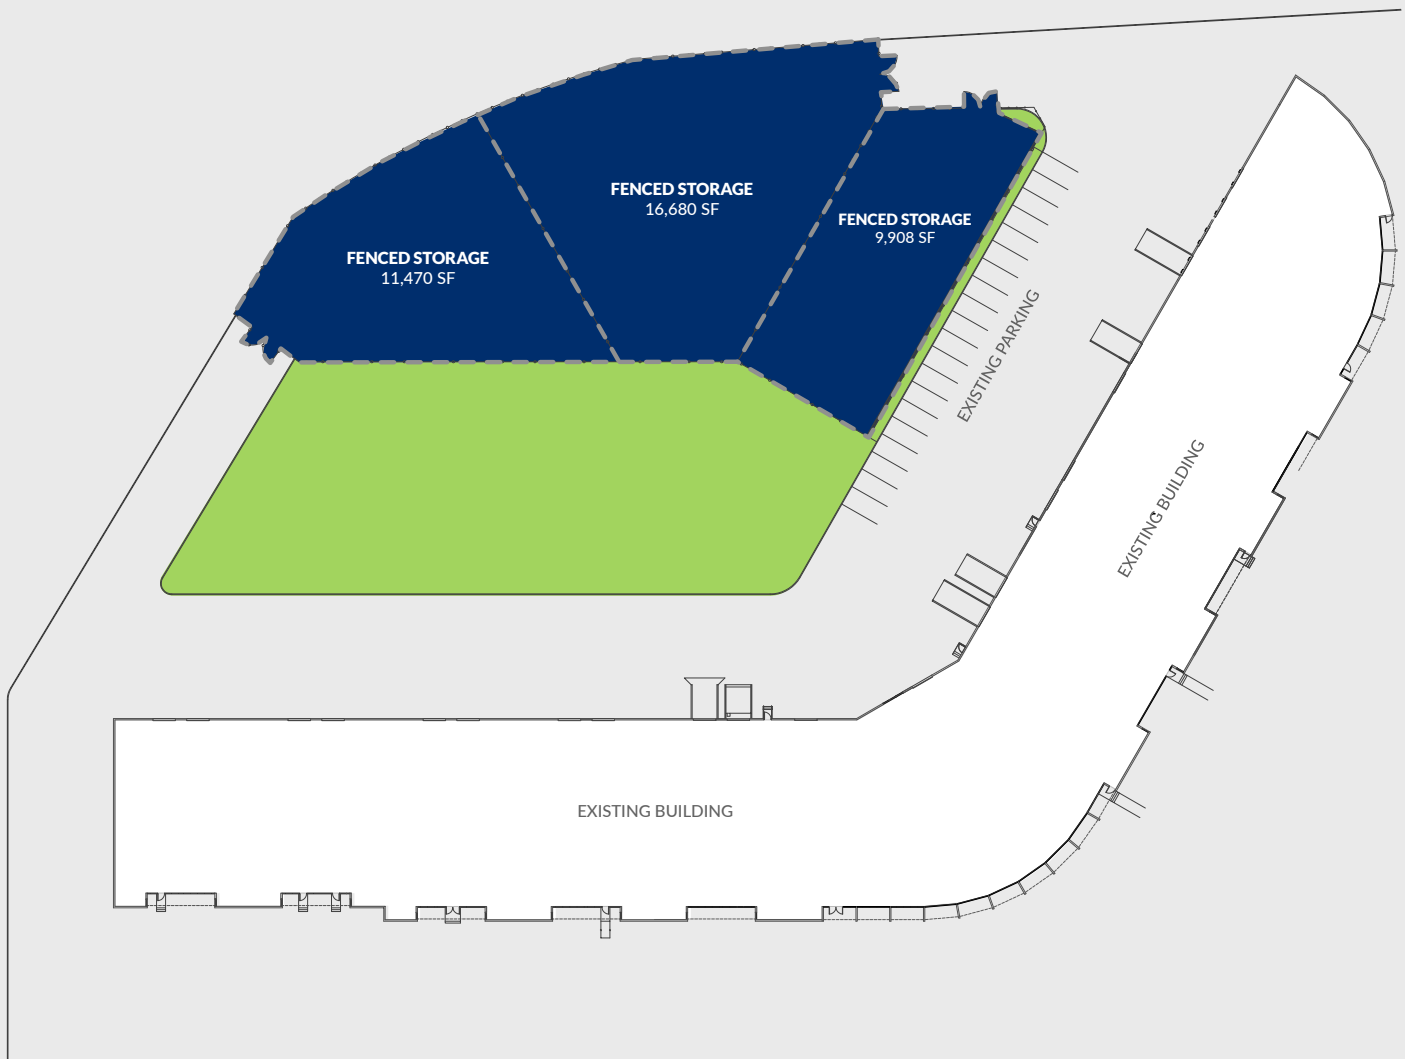 FENCED STORAGE
16,680 SF
FENCED STORAGE
9,908 SF
FENCED STORAGE
11,470 SF
EXISTING PARKING
EXISTING BUILDING
EXISTING BUILDING